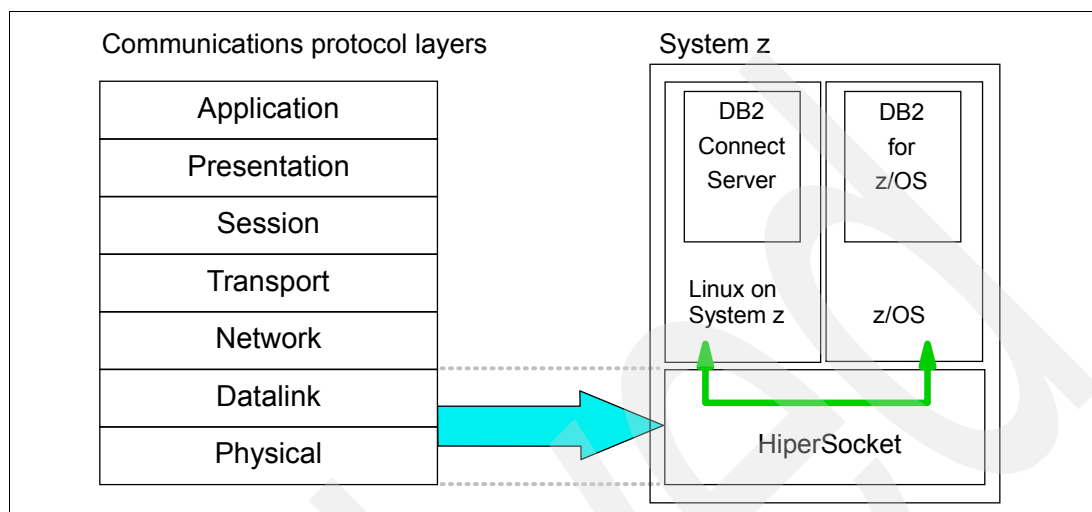 Communications protocol layers
System z
Application
Presentation
Session
Transport
Network
Datalink
Physical
DB2
Connect
Server
DB2
for
z/OS
Linux on
System z
z/OS
HiperSocket